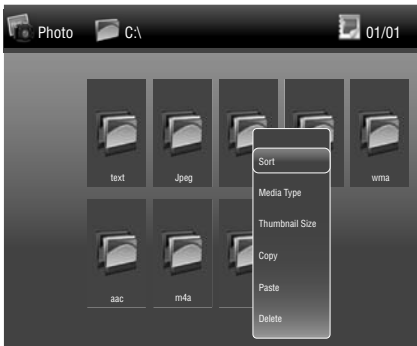 Photo
C:\
01/01
text
Jpeg
wma
Sort
Media Type
Thumbnail Size
Copy
Paste
Delete
aac
m4a